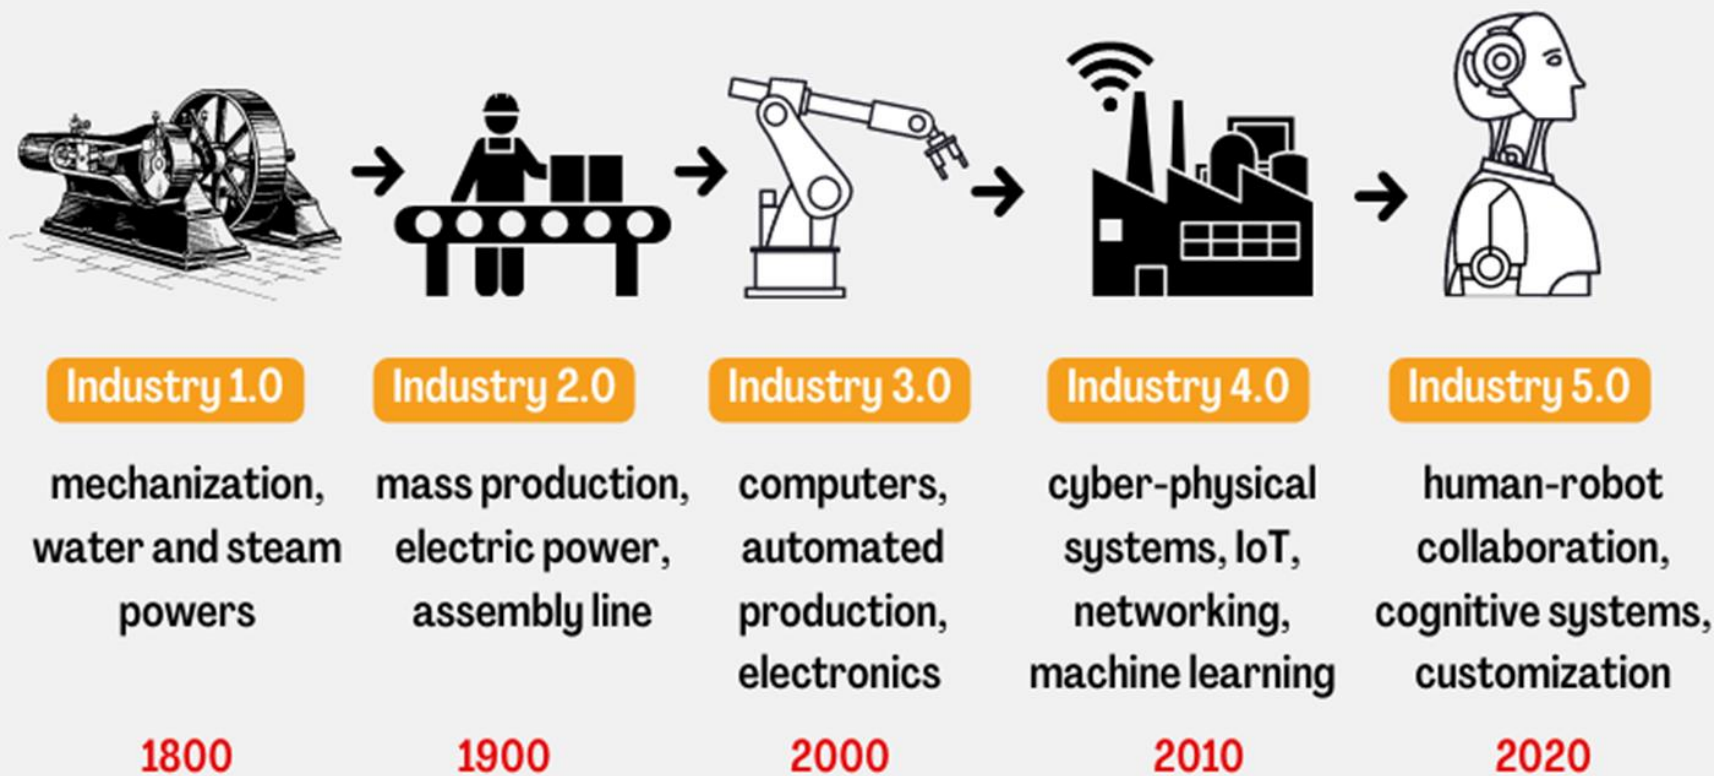 Industry 1.0
mechanization,
water and steam
powers
1800
Industry 2.0
mass production,
electric power,
assembly line
1900
Industry 3.0
computers,
automated
production,
electronics
2000
Industry 4.0
cyber-physical
systems, IoT,
networking,
machine learning
2010
Industry 5.0
human-robot
collaboration,
cognitive systems,
customization
2020